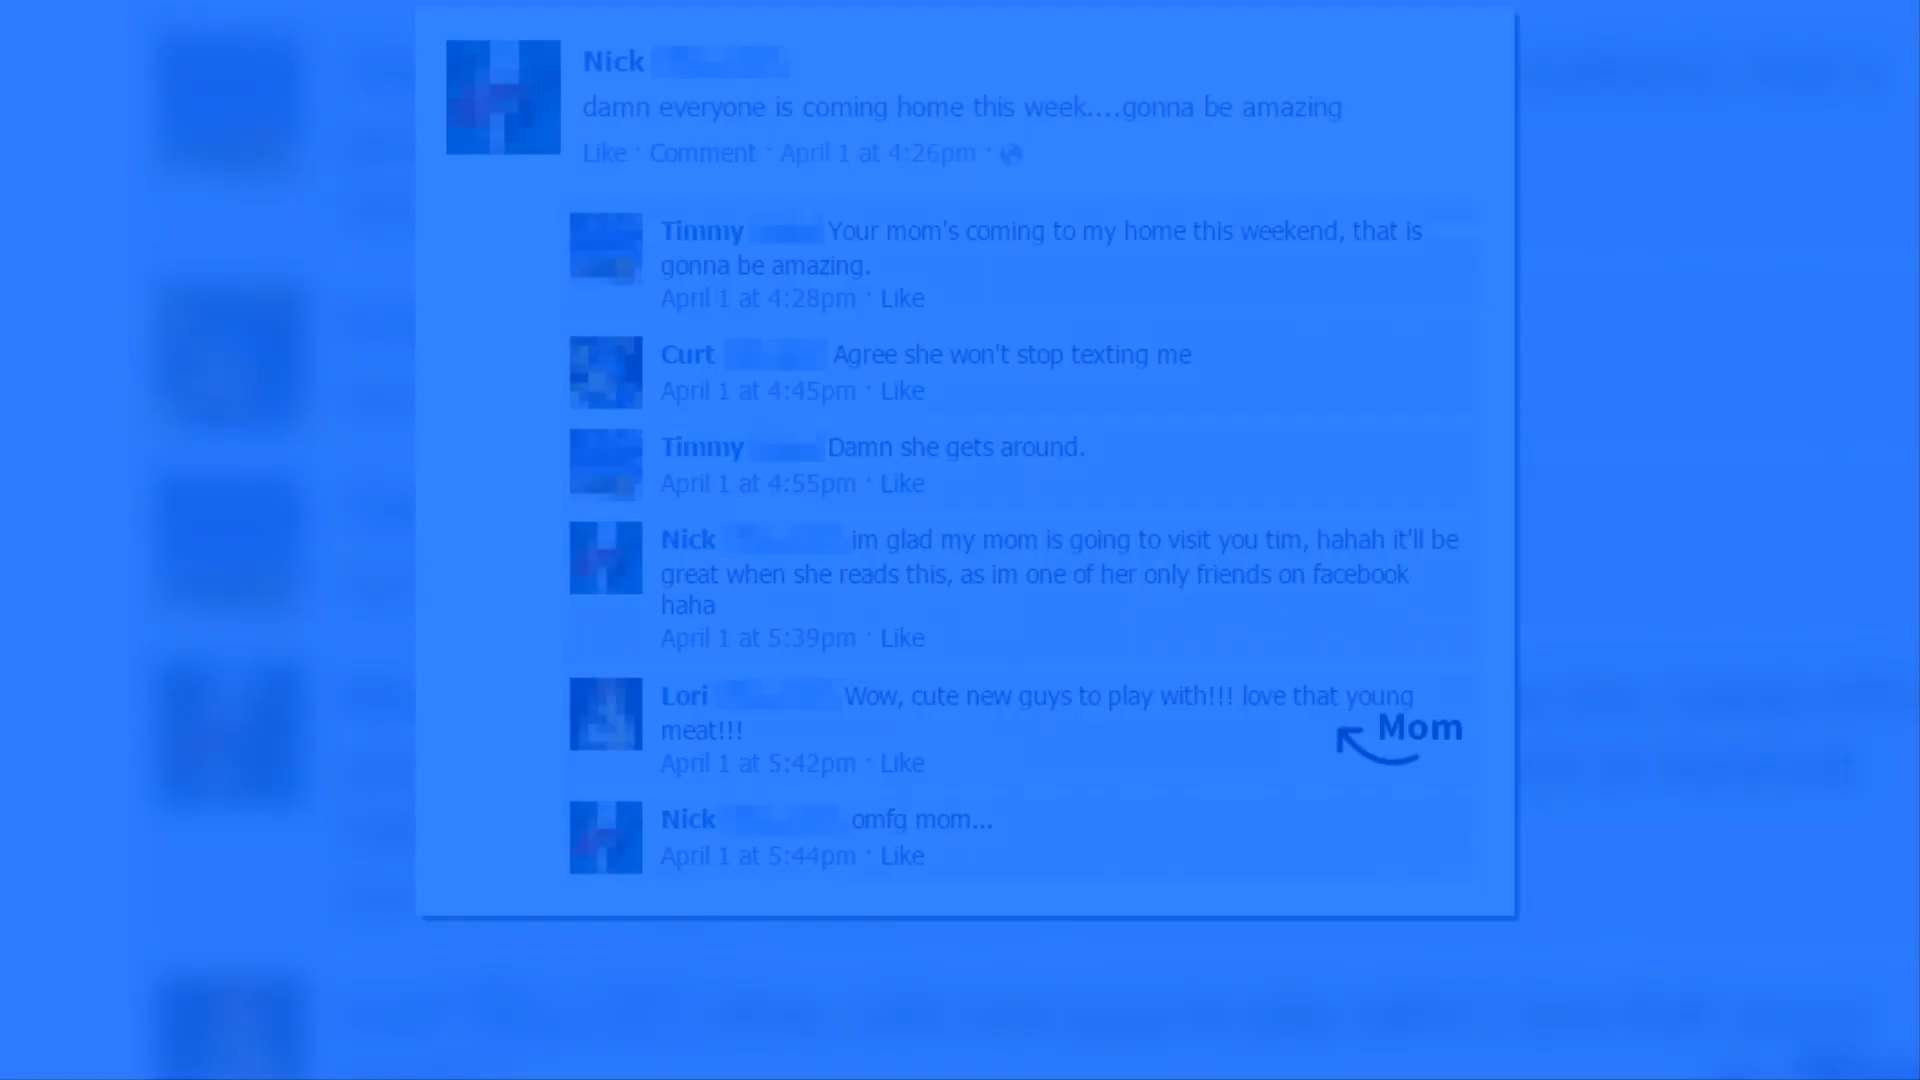 Nick
damn everyone is coming home this week....gonna be amazing
Like · Comment · April 1 at 4:26pm ·
Timmy Your mom's coming to my home this weekend, that is
gonna be amazing.
April 1 at 4:28pm · Like
Curt Agree she won't stop texting me
April 1 at 4:45pm · Like
Timmy Damn she gets around.
April 1 at 4:55pm · Like
Nick im glad my mom is going to visit you tim, hahah it'll be
great when she reads this, as im one of her only friends on facebook
haha
April 1 at 5:39pm · Like
Lori Wow, cute new guys to play with!!! love that young
meat!!!
Mom
April 1 at 5:42pm · Like
Nick omfg mom...
April 1 at 5:44pm · Like